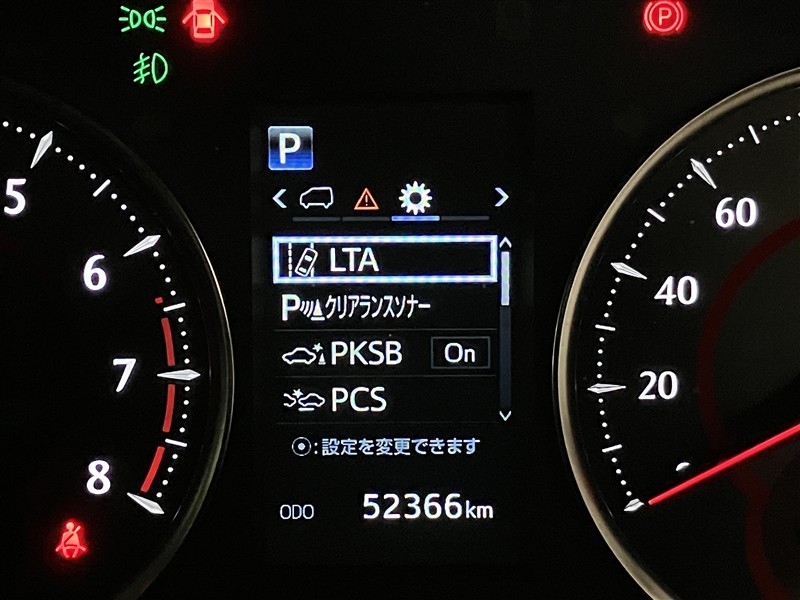 P
P
5
6
7
8
60
40
20
LTA
Pクリアランスソナー
PKSB On
PCS
:設定を変更できます
ODO 52366km